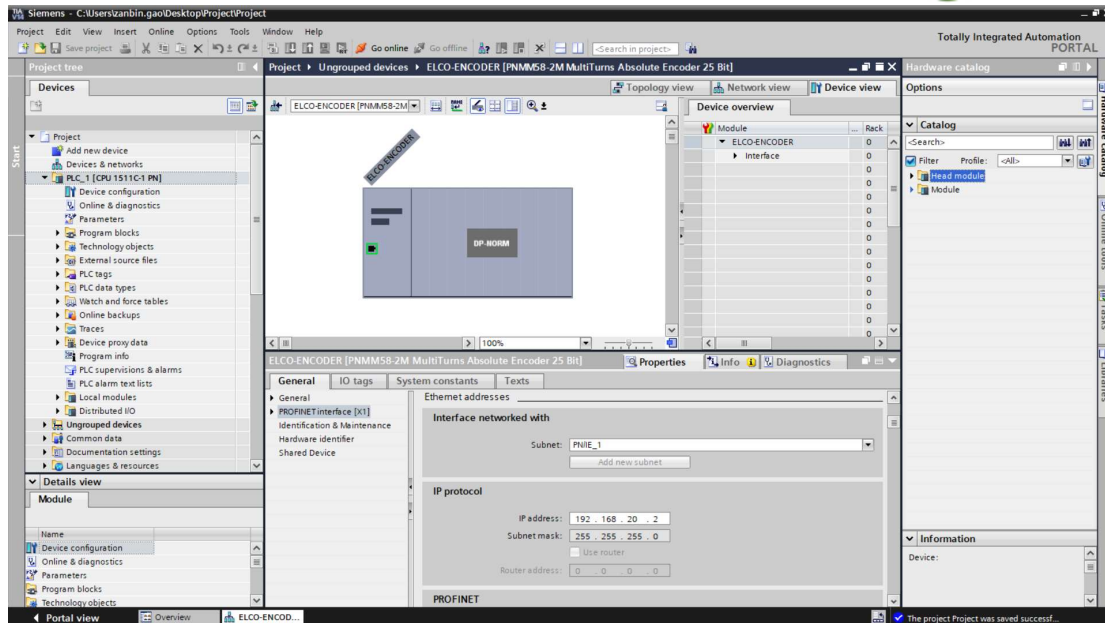 Siemens - C:\Users\zanbin.gao\Desktop\Project\Project
Project Edit View Insert Online Options Tools Window Help
Totally Integrated Automation
PORTAL
Save project
Go online
Go offline
<Search in project>
Project tree
Project ▸ Ungrouped devices ▸ ELCO-ENCODER [PNMM58-2M MultiTurns Absolute Encoder 25 Bit]
Hardware catalog
Devices
Topology view
Network view
Device view
Options
ELCO-ENCODER [PNMM58-2M
Device overview
Module
... Rack
ELCO-ENCODER 0
Interface 0
0
0
0
0
0
0
0
0
0
0
0
0
0
ELCO-ENCODER
DP-NORM
100%
Catalog
<Search>
Filter Profile: <All>
Head module
Module
Project
Add new device
Devices & networks
PLC_1 [CPU 1511C-1 PN]
Device configuration
Online & diagnostics
Parameters
Program blocks
Technology objects
External source files
PLC tags
PLC data types
Watch and force tables
Online backups
Traces
Device proxy data
Program info
PLC supervisions & alarms
PLC alarm text lists
Local modules
Distributed I/O
Ungrouped devices
Common data
Documentation settings
Languages & resources
Start
Details view
Module
Name
Device configuration
Online & diagnostics
Parameters
Program blocks
Technology objects
ELCO-ENCODER [PNMM58-2M MultiTurns Absolute Encoder 25 Bit]
Properties
Info
Diagnostics
General
IO tags
System constants
Texts
General
PROFINET interface [X1]
Identification & Maintenance
Hardware identifier
Shared Device
Ethernet addresses
Interface networked with
Subnet: PN/IE_1
Add new subnet
IP protocol
IP address: 192 . 168 . 20 . 2
Subnet mask: 255 . 255 . 255 . 0
Use router
Router address: 0 . 0 . 0 . 0
PROFINET
Information
Device:
Hardware catalog
Online tools
Tasks
Libraries
Portal view
Overview
ELCO-ENCOD...
The project Project was saved successf...